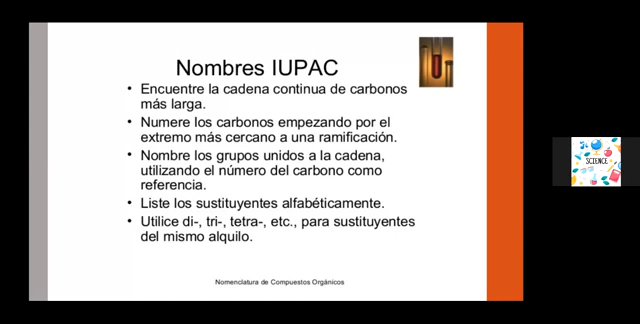 Nombres IUPAC
• Encuentre la cadena continua de carbonos
más larga.
• Numere los carbonos empezando por el
extremo más cercano a una ramificación.
• Nombre los grupos unidos a la cadena,
utilizando el número del carbono como
referencia.
• Liste los sustituyentes alfabéticamente.
• Utilice di-, tri-, tetra-, etc., para sustituyentes
del mismo alquilo.
Nomenclatura de Compuestos Orgánicos
SCIENCE